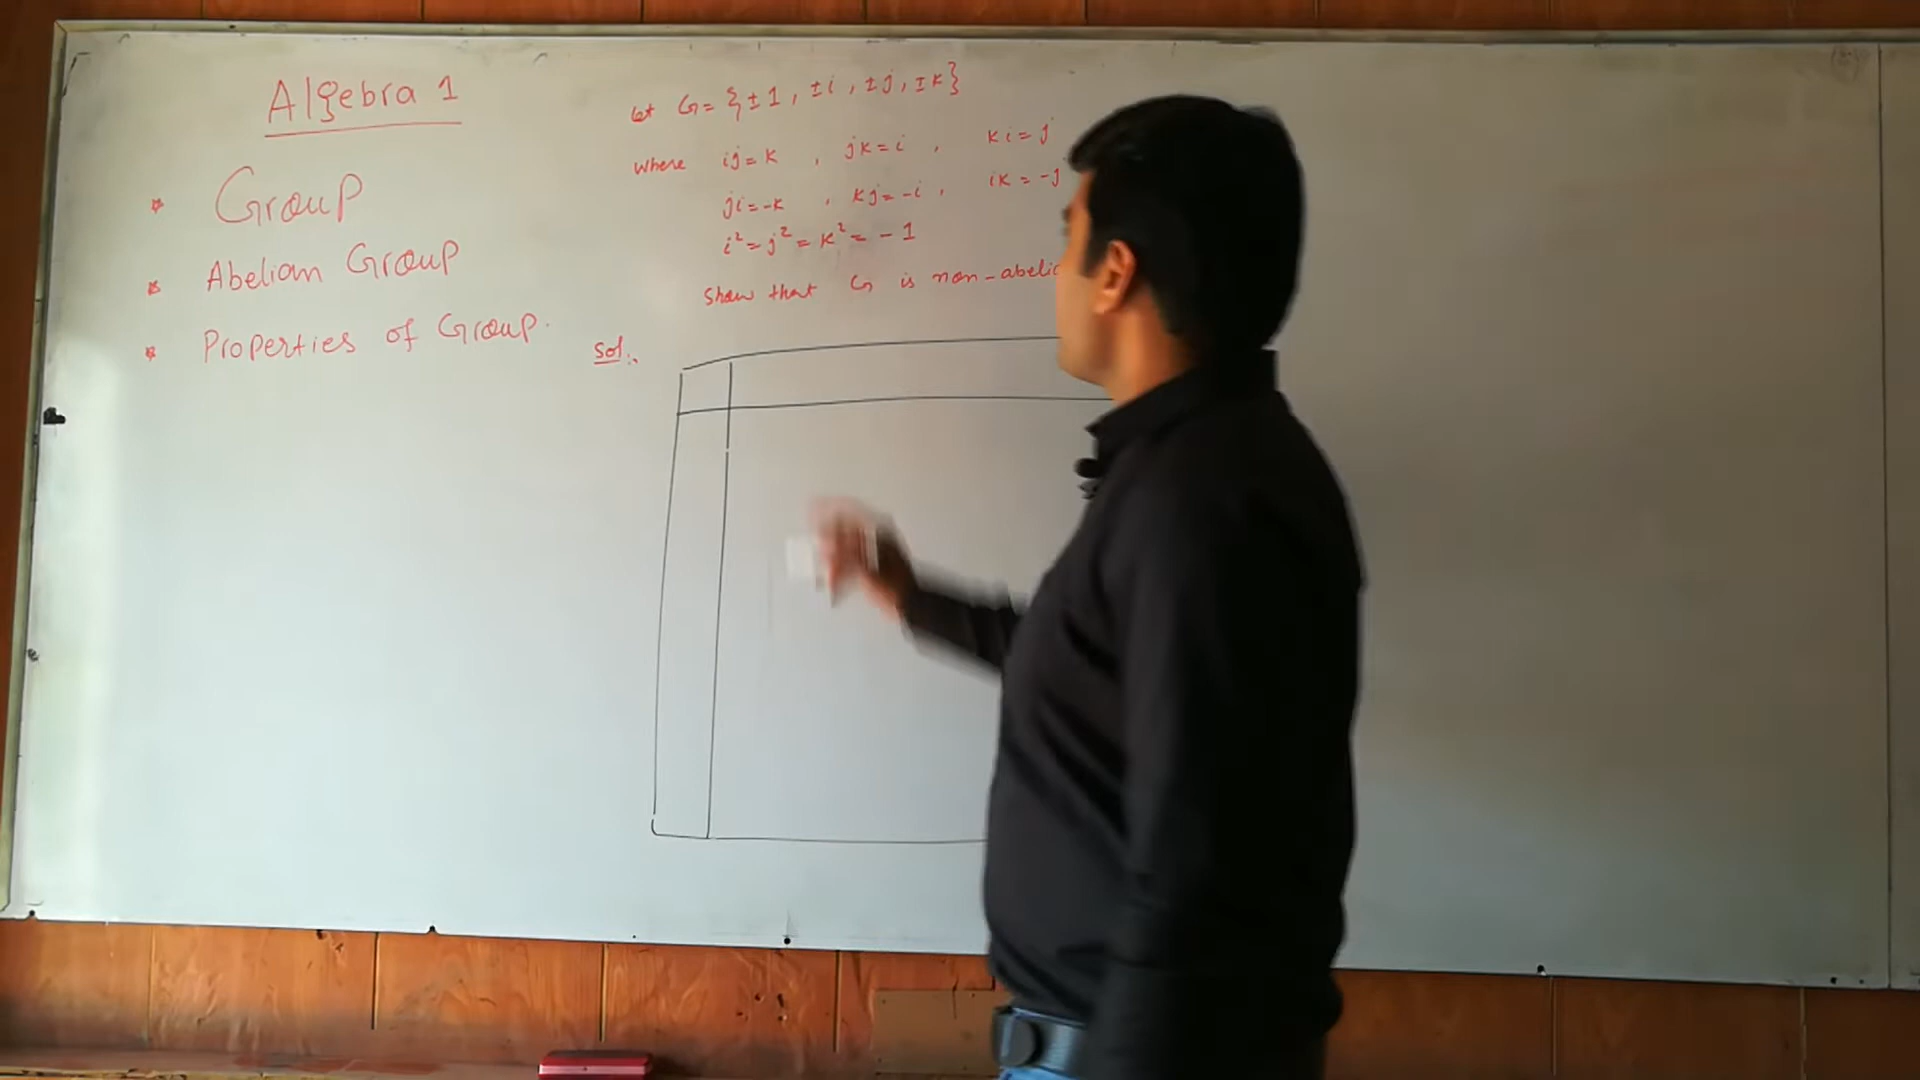 Algebra 1
* Group
* Abelian Group
* Properties of Group.
Let G = {±1, ±i, ±j, ±k}
where ij=k , jk=i , ki=j
ji=-k , kj=-i , ik=-j
i²=j²=k²=-1
Show that G is non-abelia
Sol:.